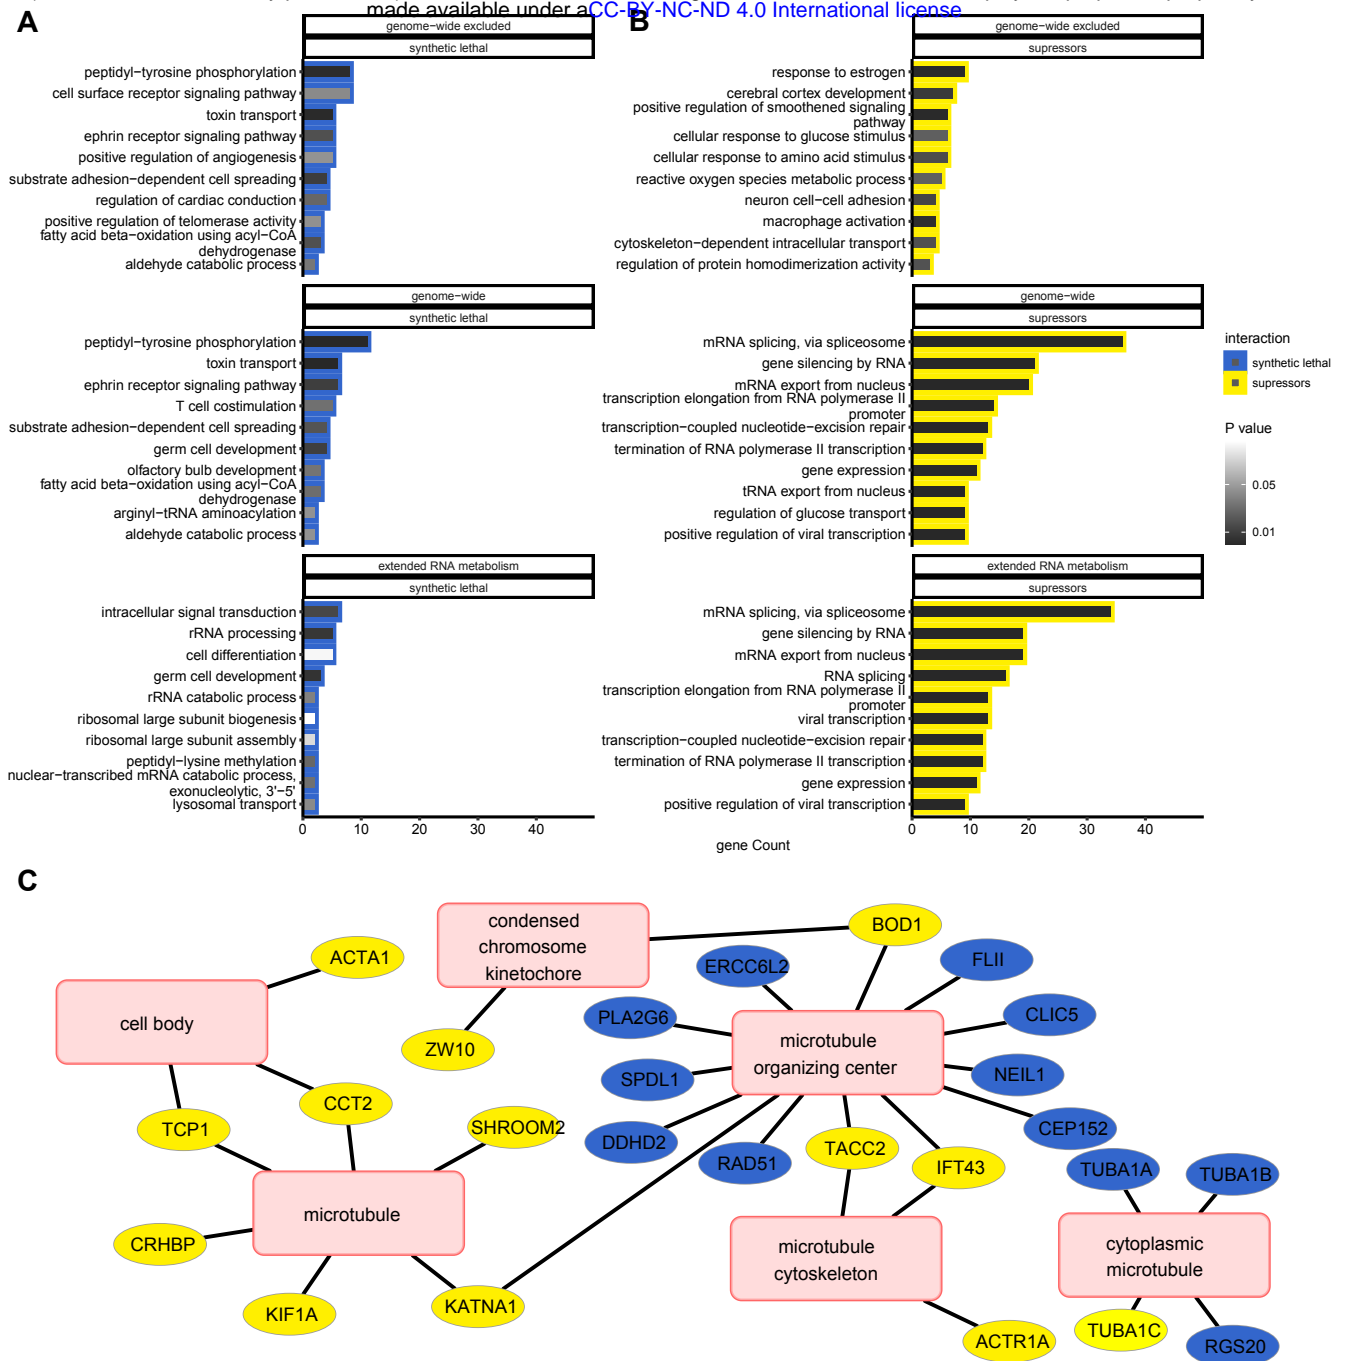 made available under aCC-BY-NC-ND 4.0 International license
A
genome-wide excluded
synthetic lethal
peptidyl-tyrosine phosphorylation
cell surface receptor signaling pathway
toxin transport
ephrin receptor signaling pathway
positive regulation of angiogenesis
substrate adhesion-dependent cell spreading
regulation of cardiac conduction
positive regulation of telomerase activity
fatty acid beta-oxidation using acyl-CoA
dehydrogenase
aldehyde catabolic process
genome-wide
synthetic lethal
peptidyl-tyrosine phosphorylation
toxin transport
ephrin receptor signaling pathway
T cell costimulation
substrate adhesion-dependent cell spreading
germ cell development
olfactory bulb development
fatty acid beta-oxidation using acyl-CoA
dehydrogenase
arginyl-tRNA aminoacylation
aldehyde catabolic process
extended RNA metabolism
synthetic lethal
intracellular signal transduction
rRNA processing
cell differentiation
germ cell development
rRNA catabolic process
ribosomal large subunit biogenesis
ribosomal large subunit assembly
peptidyl-lysine methylation
nuclear-transcribed mRNA catabolic process,
exonucleolytic, 3'-5'
lysosomal transport
0 10 20 30 40
B
genome-wide excluded
supressors
response to estrogen
cerebral cortex development
positive regulation of smoothened signaling
pathway
cellular response to glucose stimulus
cellular response to amino acid stimulus
reactive oxygen species metabolic process
neuron cell-cell adhesion
macrophage activation
cytoskeleton-dependent intracellular transport
regulation of protein homodimerization activity
genome-wide
supressors
mRNA splicing, via spliceosome
gene silencing by RNA
mRNA export from nucleus
transcription elongation from RNA polymerase II
promoter
transcription-coupled nucleotide-excision repair
termination of RNA polymerase II transcription
gene expression
tRNA export from nucleus
regulation of glucose transport
positive regulation of viral transcription
extended RNA metabolism
supressors
mRNA splicing, via spliceosome
gene silencing by RNA
mRNA export from nucleus
RNA splicing
transcription elongation from RNA polymerase II
promoter
viral transcription
transcription-coupled nucleotide-excision repair
termination of RNA polymerase II transcription
gene expression
positive regulation of viral transcription
0 10 20 30 40
gene Count
interaction
synthetic lethal
supressors
P value
0.05
0.01
C
condensed
chromosome
kinetochore
BOD1
ACTA1
ERCC6L2
FLII
cell body
PLA2G6
CLIC5
ZW10
microtubule
organizing center
SPDL1
NEIL1
CCT2
TCP1
SHROOM2
DDHD2
RAD51
TACC2
IFT43
CEP152
TUBA1A
TUBA1B
microtubule
CRHBP
microtubule
cytoskeleton
cytoplasmic
microtubule
KIF1A
KATNA1
ACTR1A
TUBA1C
RGS20